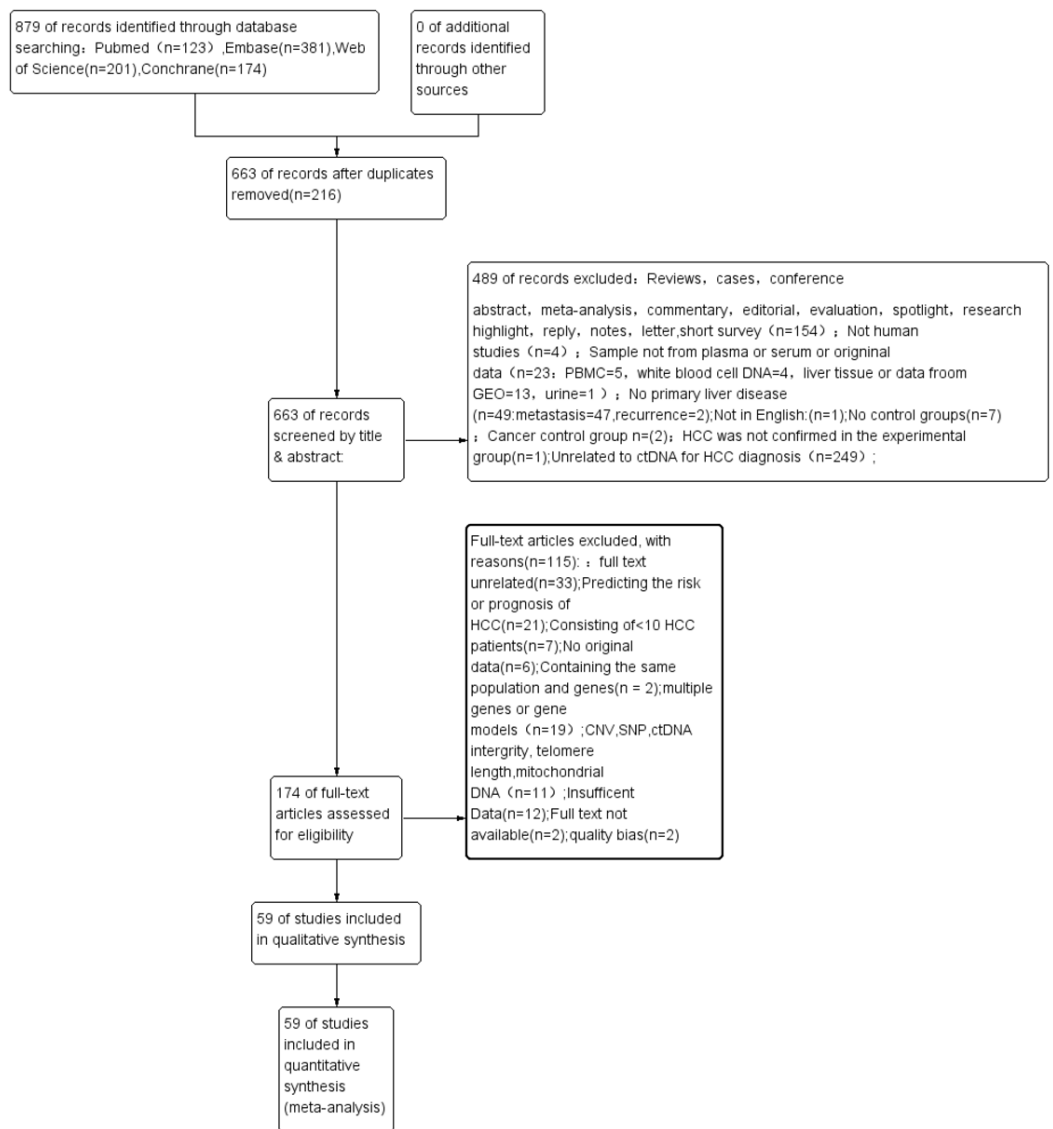 879 of records identified through database
searching：Pubmed（n=123）,Embase(n=381),Web
of Science(n=201),Conchrane(n=174)
0 of additional
records identified
through other
sources
663 of records after duplicates
removed(n=216)
489 of records excluded：Reviews，cases，conference
abstract，meta-analysis，commentary，editorial，evaluation，spotlight，research
highlight，reply，notes，letter,short survey（n=154）；Not human
studies（n=4）；Sample not from plasma or serum or origninal
data（n=23：PBMC=5，white blood cell DNA=4，liver tissue or data froom
GEO=13，urine=1 ）；No primary liver disease
(n=49:metastasis=47,recurrence=2);Not in English:(n=1);No control groups(n=7)
；Cancer control group n=(2)；HCC was not confirmed in the experimental
group(n=1);Unrelated to ctDNA for HCC diagnosis（n=249）;
663 of records
screened by title
& abstract:
Full-text articles excluded, with
reasons(n=115):：full text
unrelated(n=33);Predicting the risk
or prognosis of
HCC(n=21);Consisting of<10 HCC
patients(n=7);No original
data(n=6);Containing the same
population and genes(n = 2);multiple
genes or gene
models（n=19）;CNV,SNP,ctDNA
intergrity, telomere
length,mitochondrial
DNA（n=11）;Insufficent
Data(n=12);Full text not
available(n=2);quality bias(n=2)
174 of full-text
articles assessed
for eligibility
59 of studies included
in qualitative synthesis
59 of studies
included in
quantitative
synthesis
(meta-analysis)